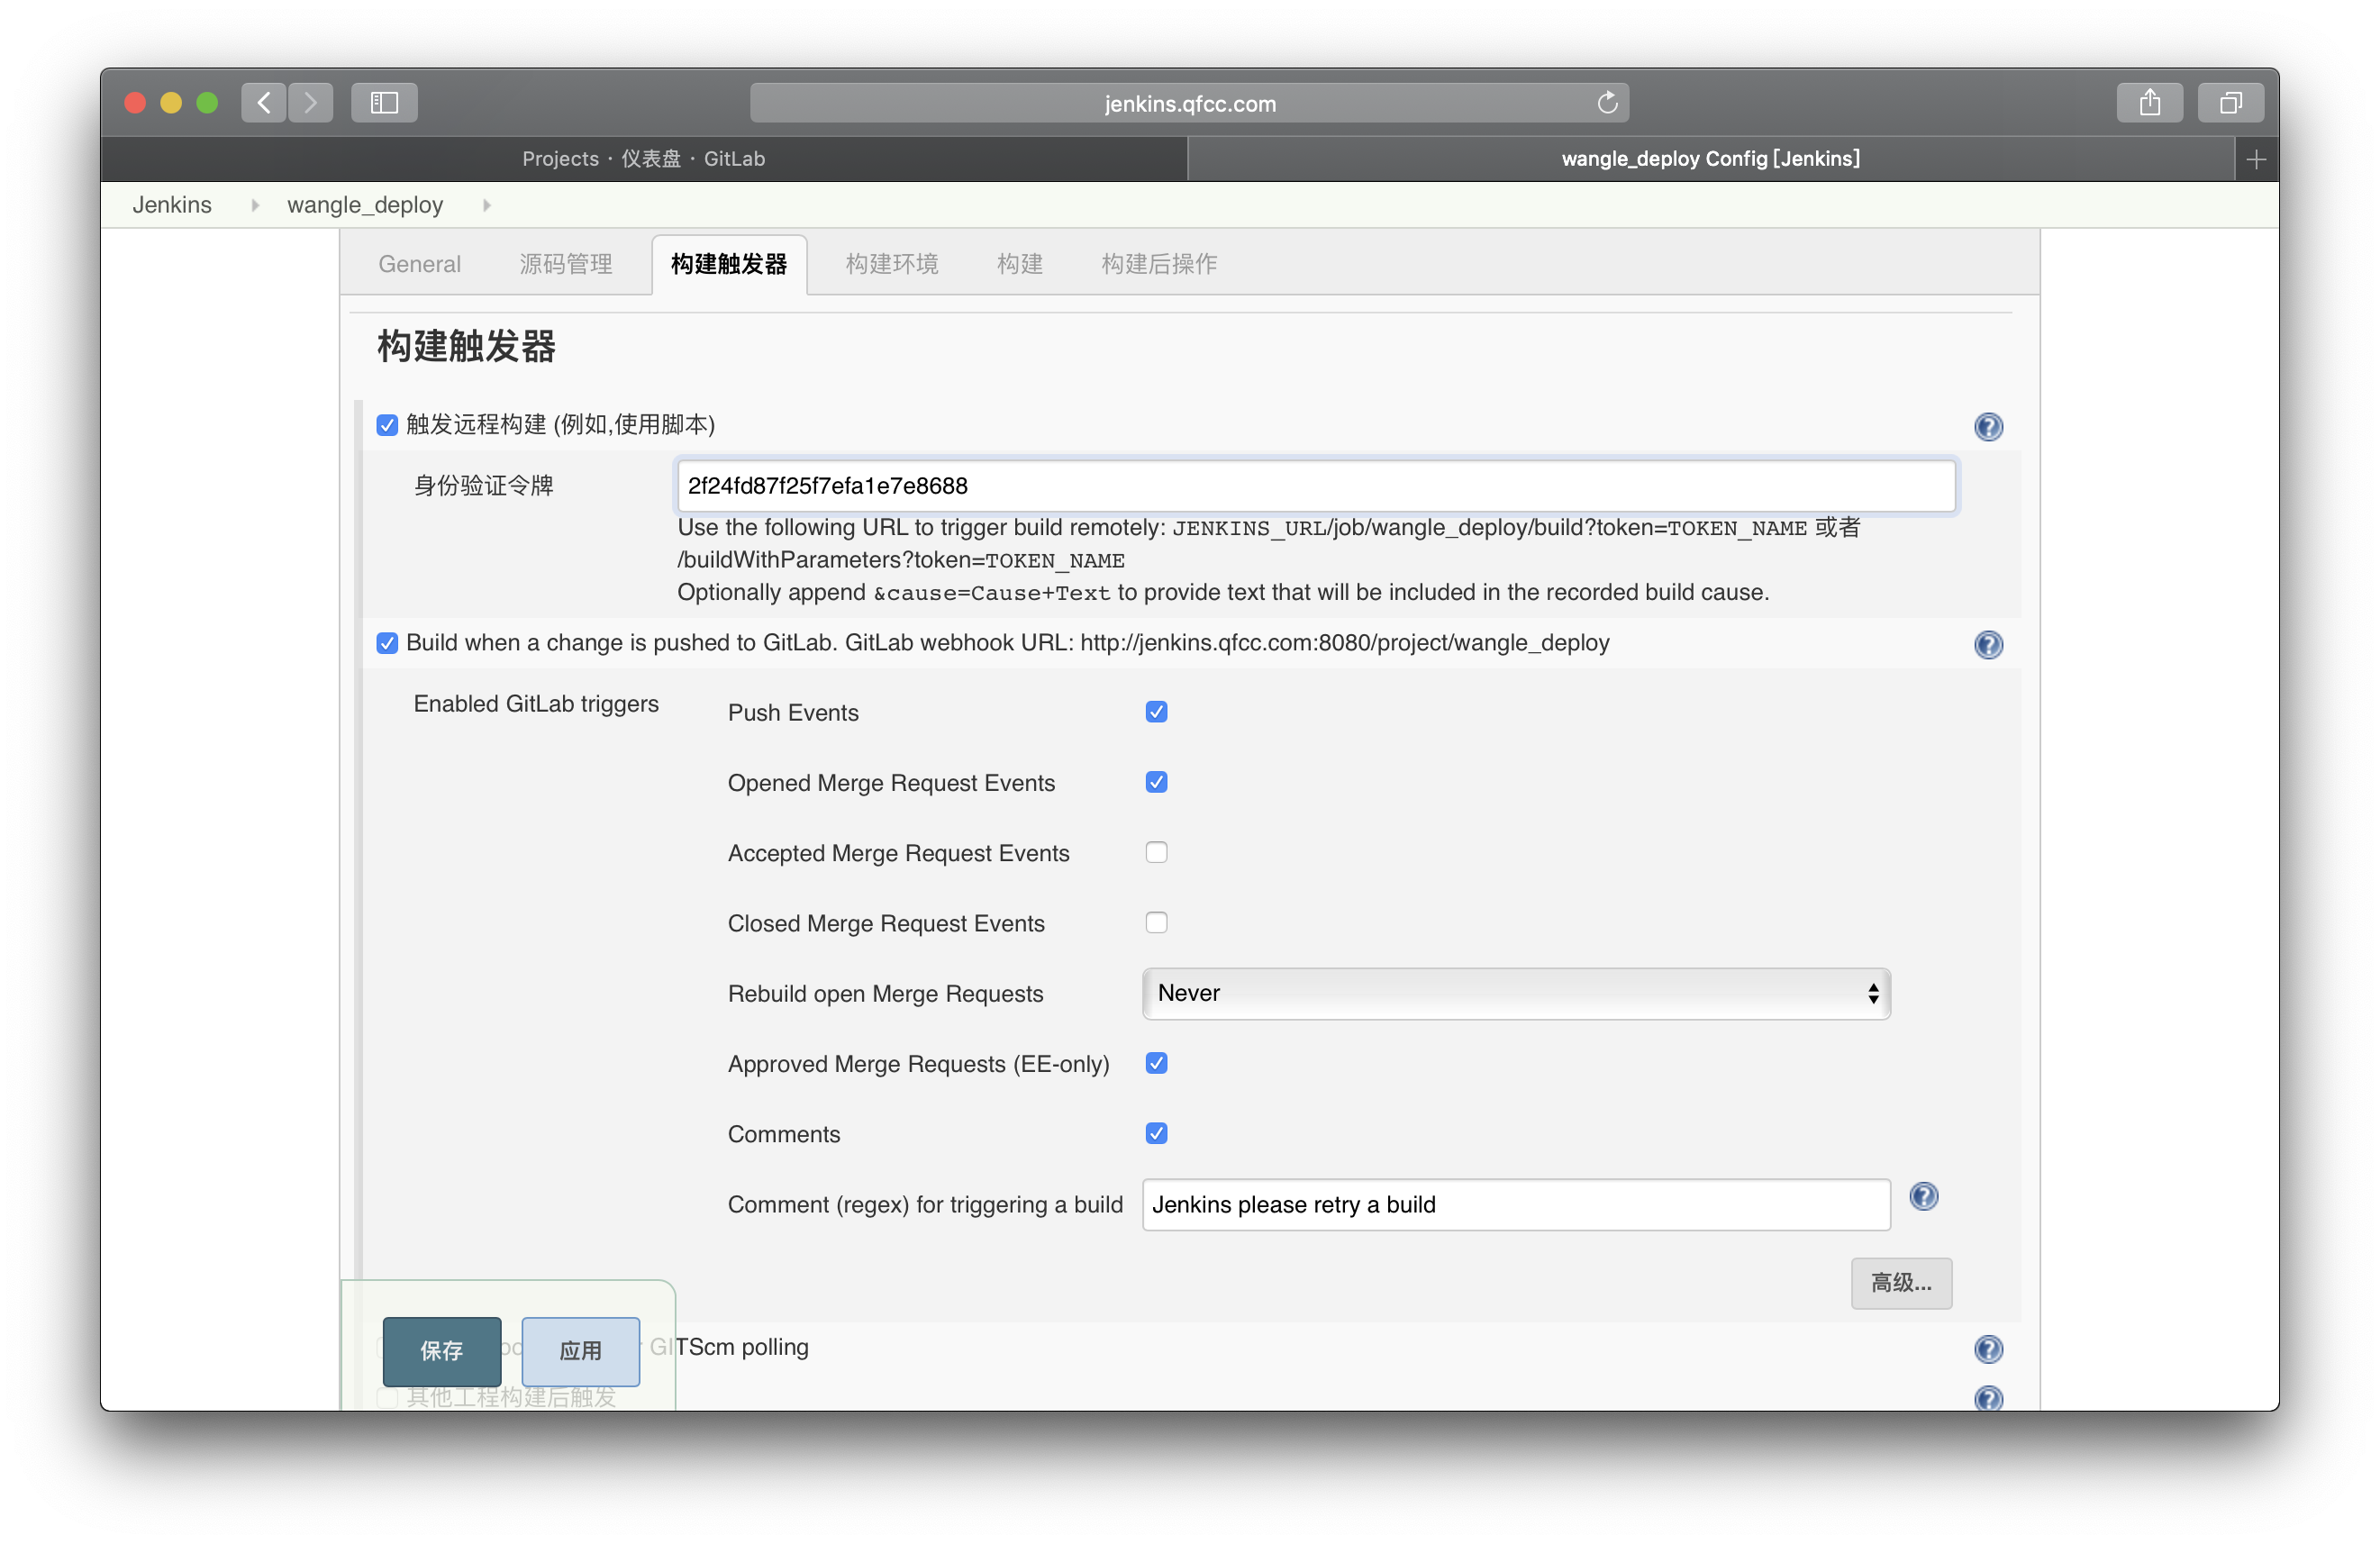 jenkins.qfcc.com
Projects · 仪表盘 · GitLab
wangle_deploy Config [Jenkins]
Jenkins
wangle_deploy
General
源码管理
构建触发器
构建环境
构建
构建后操作
构建触发器
触发远程构建 (例如,使用脚本)
身份验证令牌
2f24fd87f25f7efa1e7e8688
Use the following URL to trigger build remotely: JENKINS_URL/job/wangle_deploy/build?token=TOKEN_NAME 或者
/buildWithParameters?token=TOKEN_NAME
Optionally append &cause=Cause+Text to provide text that will be included in the recorded build cause.
Build when a change is pushed to GitLab. GitLab webhook URL: http://jenkins.qfcc.com:8080/project/wangle_deploy
Enabled GitLab triggers
Push Events
Opened Merge Request Events
Accepted Merge Request Events
Closed Merge Request Events
Rebuild open Merge Requests
Never
Approved Merge Requests (EE-only)
Comments
Comment (regex) for triggering a build
Jenkins please retry a build
高级...
GITScm polling
保存
应用
其他工程构建后触发